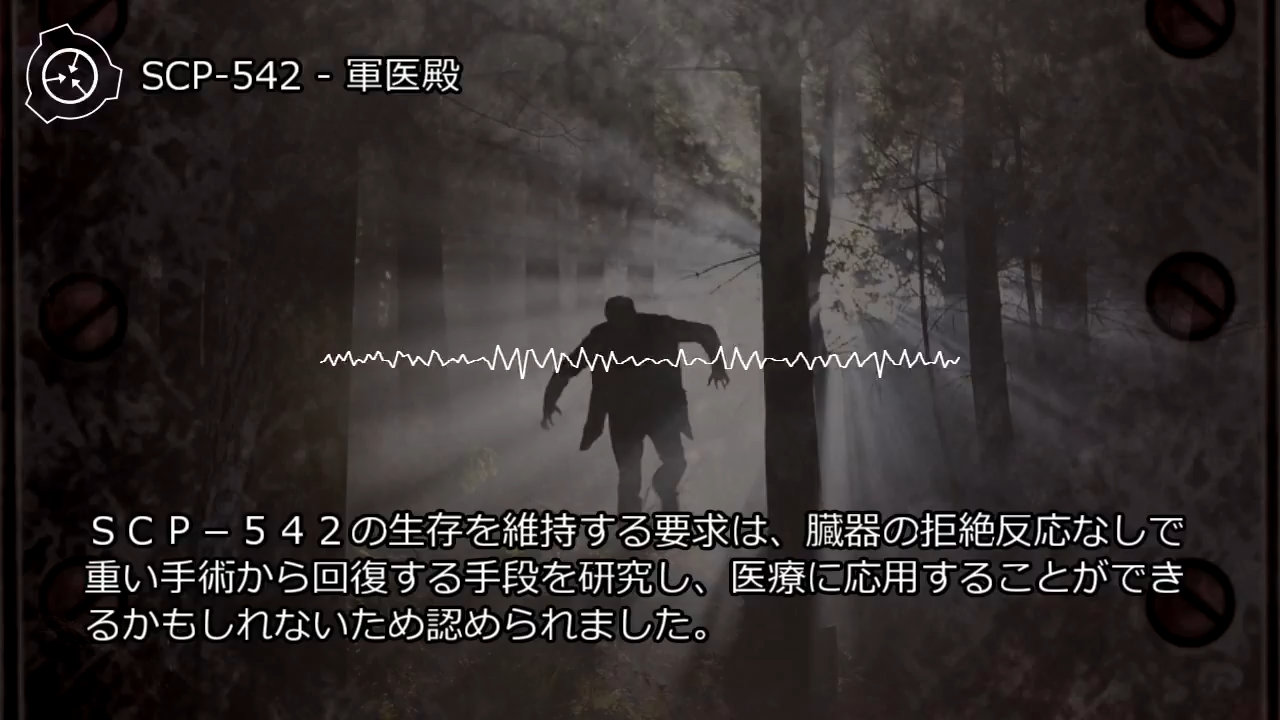 SCP-542 - 軍医殿
ＳＣＰ－５４２の生存を維持する要求は、臓器の拒絶反応なしで
重い手術から回復する手段を研究し、医療に応用することができ
るかもしれないため認められました。